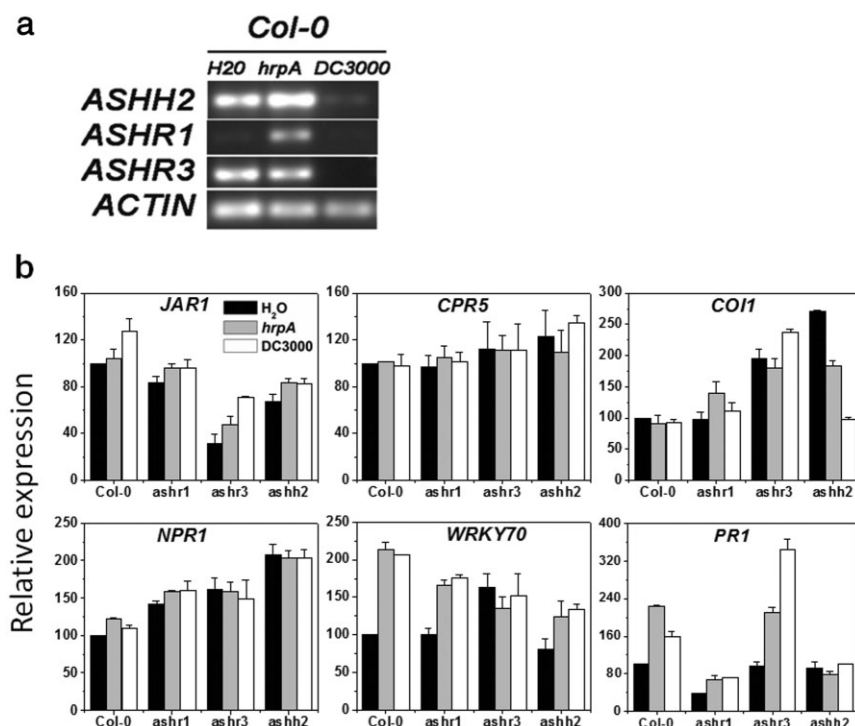 a
Col-0
H20 hrpA DC3000
ASHH2
ASHR1
ASHR3
ACTIN
b
Relative expression
JAR1
H2O
hrpA
DC3000
160
120
80
40
0
Col-0 ashr1 ashr3 ashh2
CPR5
160
120
80
40
0
Col-0 ashr1 ashr3 ashh2
COI1
300
250
200
150
100
50
0
Col-0 ashr1 ashr3 ashh2
NPR1
250
200
150
100
50
0
Col-0 ashr1 ashr3 ashh2
WRKY70
250
200
150
100
50
0
Col-0 ashr1 ashr3 ashh2
PR1
400
320
240
160
80
0
Col-0 ashr1 ashr3 ashh2